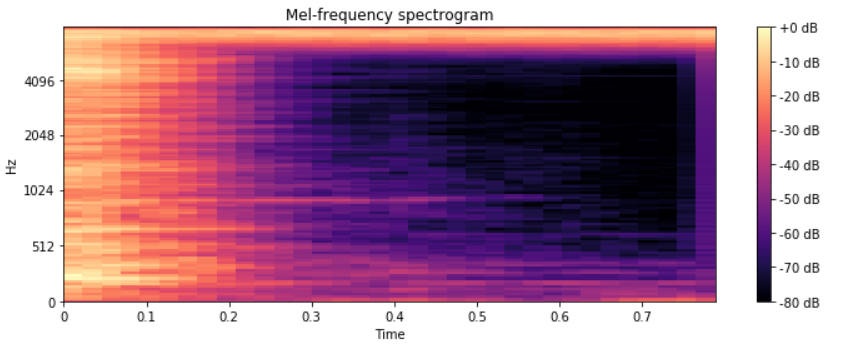 Mel-frequency spectrogram
Hz
4096
2048
1024
512
0
0 0.1 0.2 0.3 0.4 0.5 0.6 0.7
Time
+0 dB
-10 dB
-20 dB
-30 dB
-40 dB
-50 dB
-60 dB
-70 dB
-80 dB